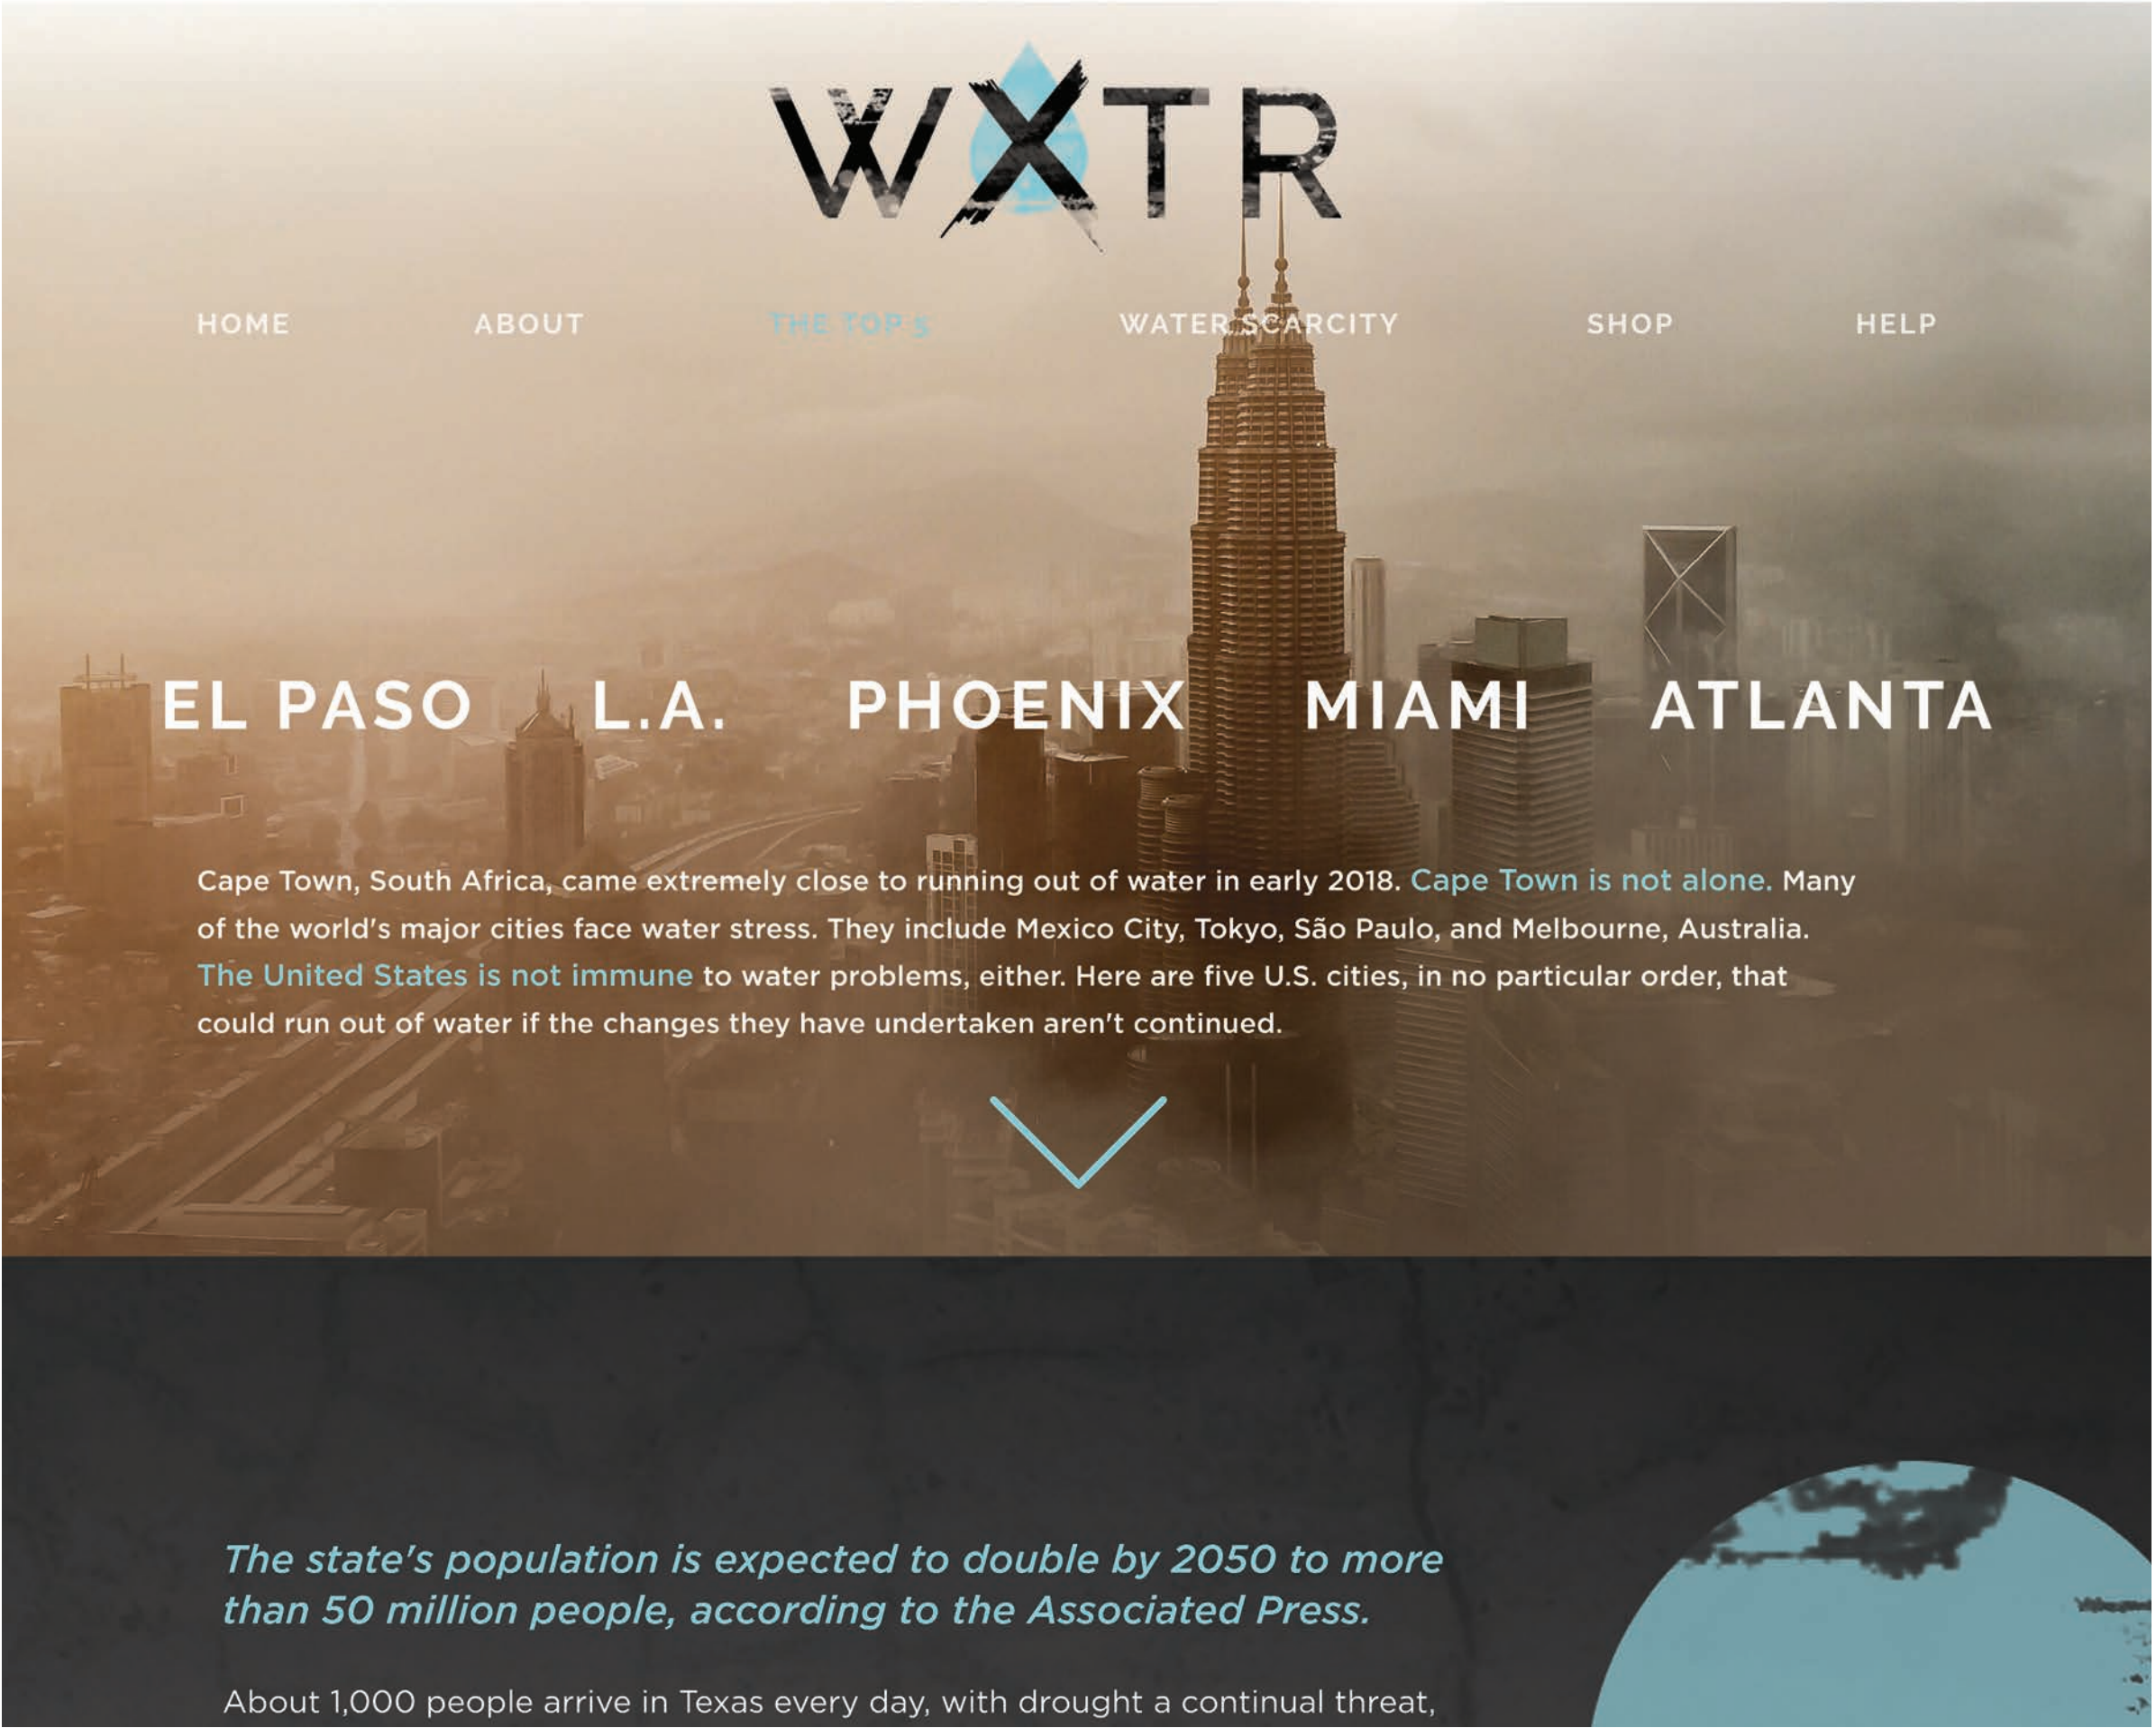 WXTR
HOME ABOUT THE TOP 5 WATER SCARCITY SHOP HELP
EL PASO L.A. PHOENIX MIAMI ATLANTA
Cape Town, South Africa, came extremely close to running out of water in early 2018. Cape Town is not alone. Many
of the world's major cities face water stress. They include Mexico City, Tokyo, São Paulo, and Melbourne, Australia.
The United States is not immune to water problems, either. Here are five U.S. cities, in no particular order, that
could run out of water if the changes they have undertaken aren't continued.
The state's population is expected to double by 2050 to more
than 50 million people, according to the Associated Press.
About 1,000 people arrive in Texas every day, with drought a continual threat,